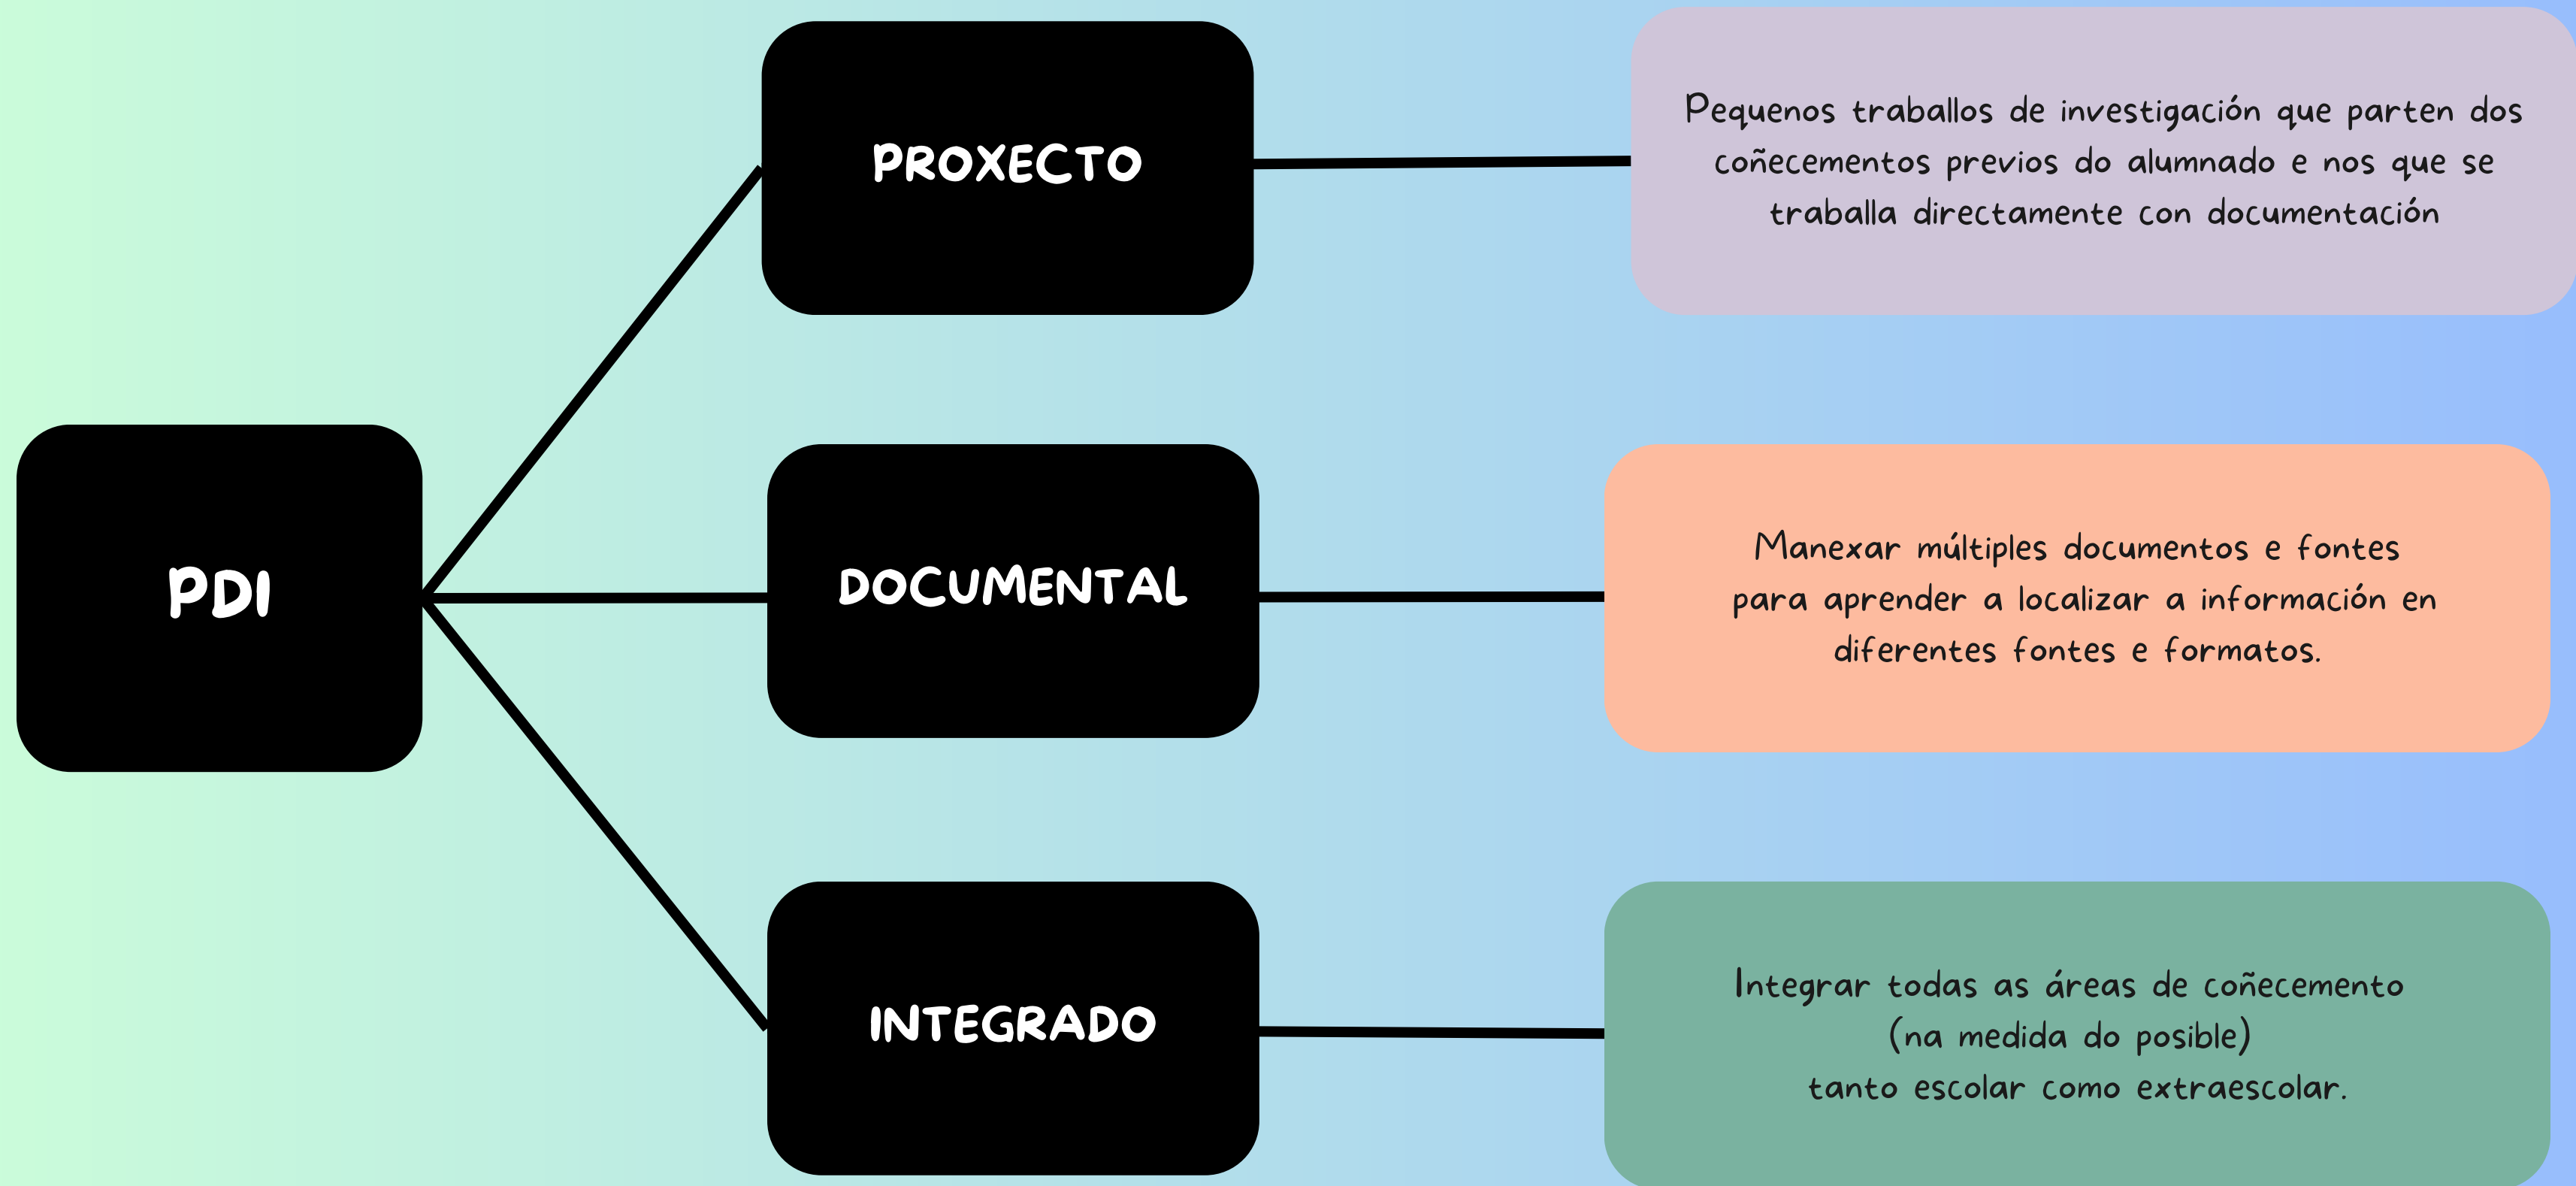 PDI
PROXECTO
Pequenos traballos de investigación que parten dos
coñecementos previos do alumnado e nos que se
traballa directamente con documentación
DOCUMENTAL
Manexar múltiples documentos e fontes
para aprender a localizar a información en
diferentes fontes e formatos.
INTEGRADO
Integrar todas as áreas de coñecemento
(na medida do posible)
tanto escolar como extraescolar.